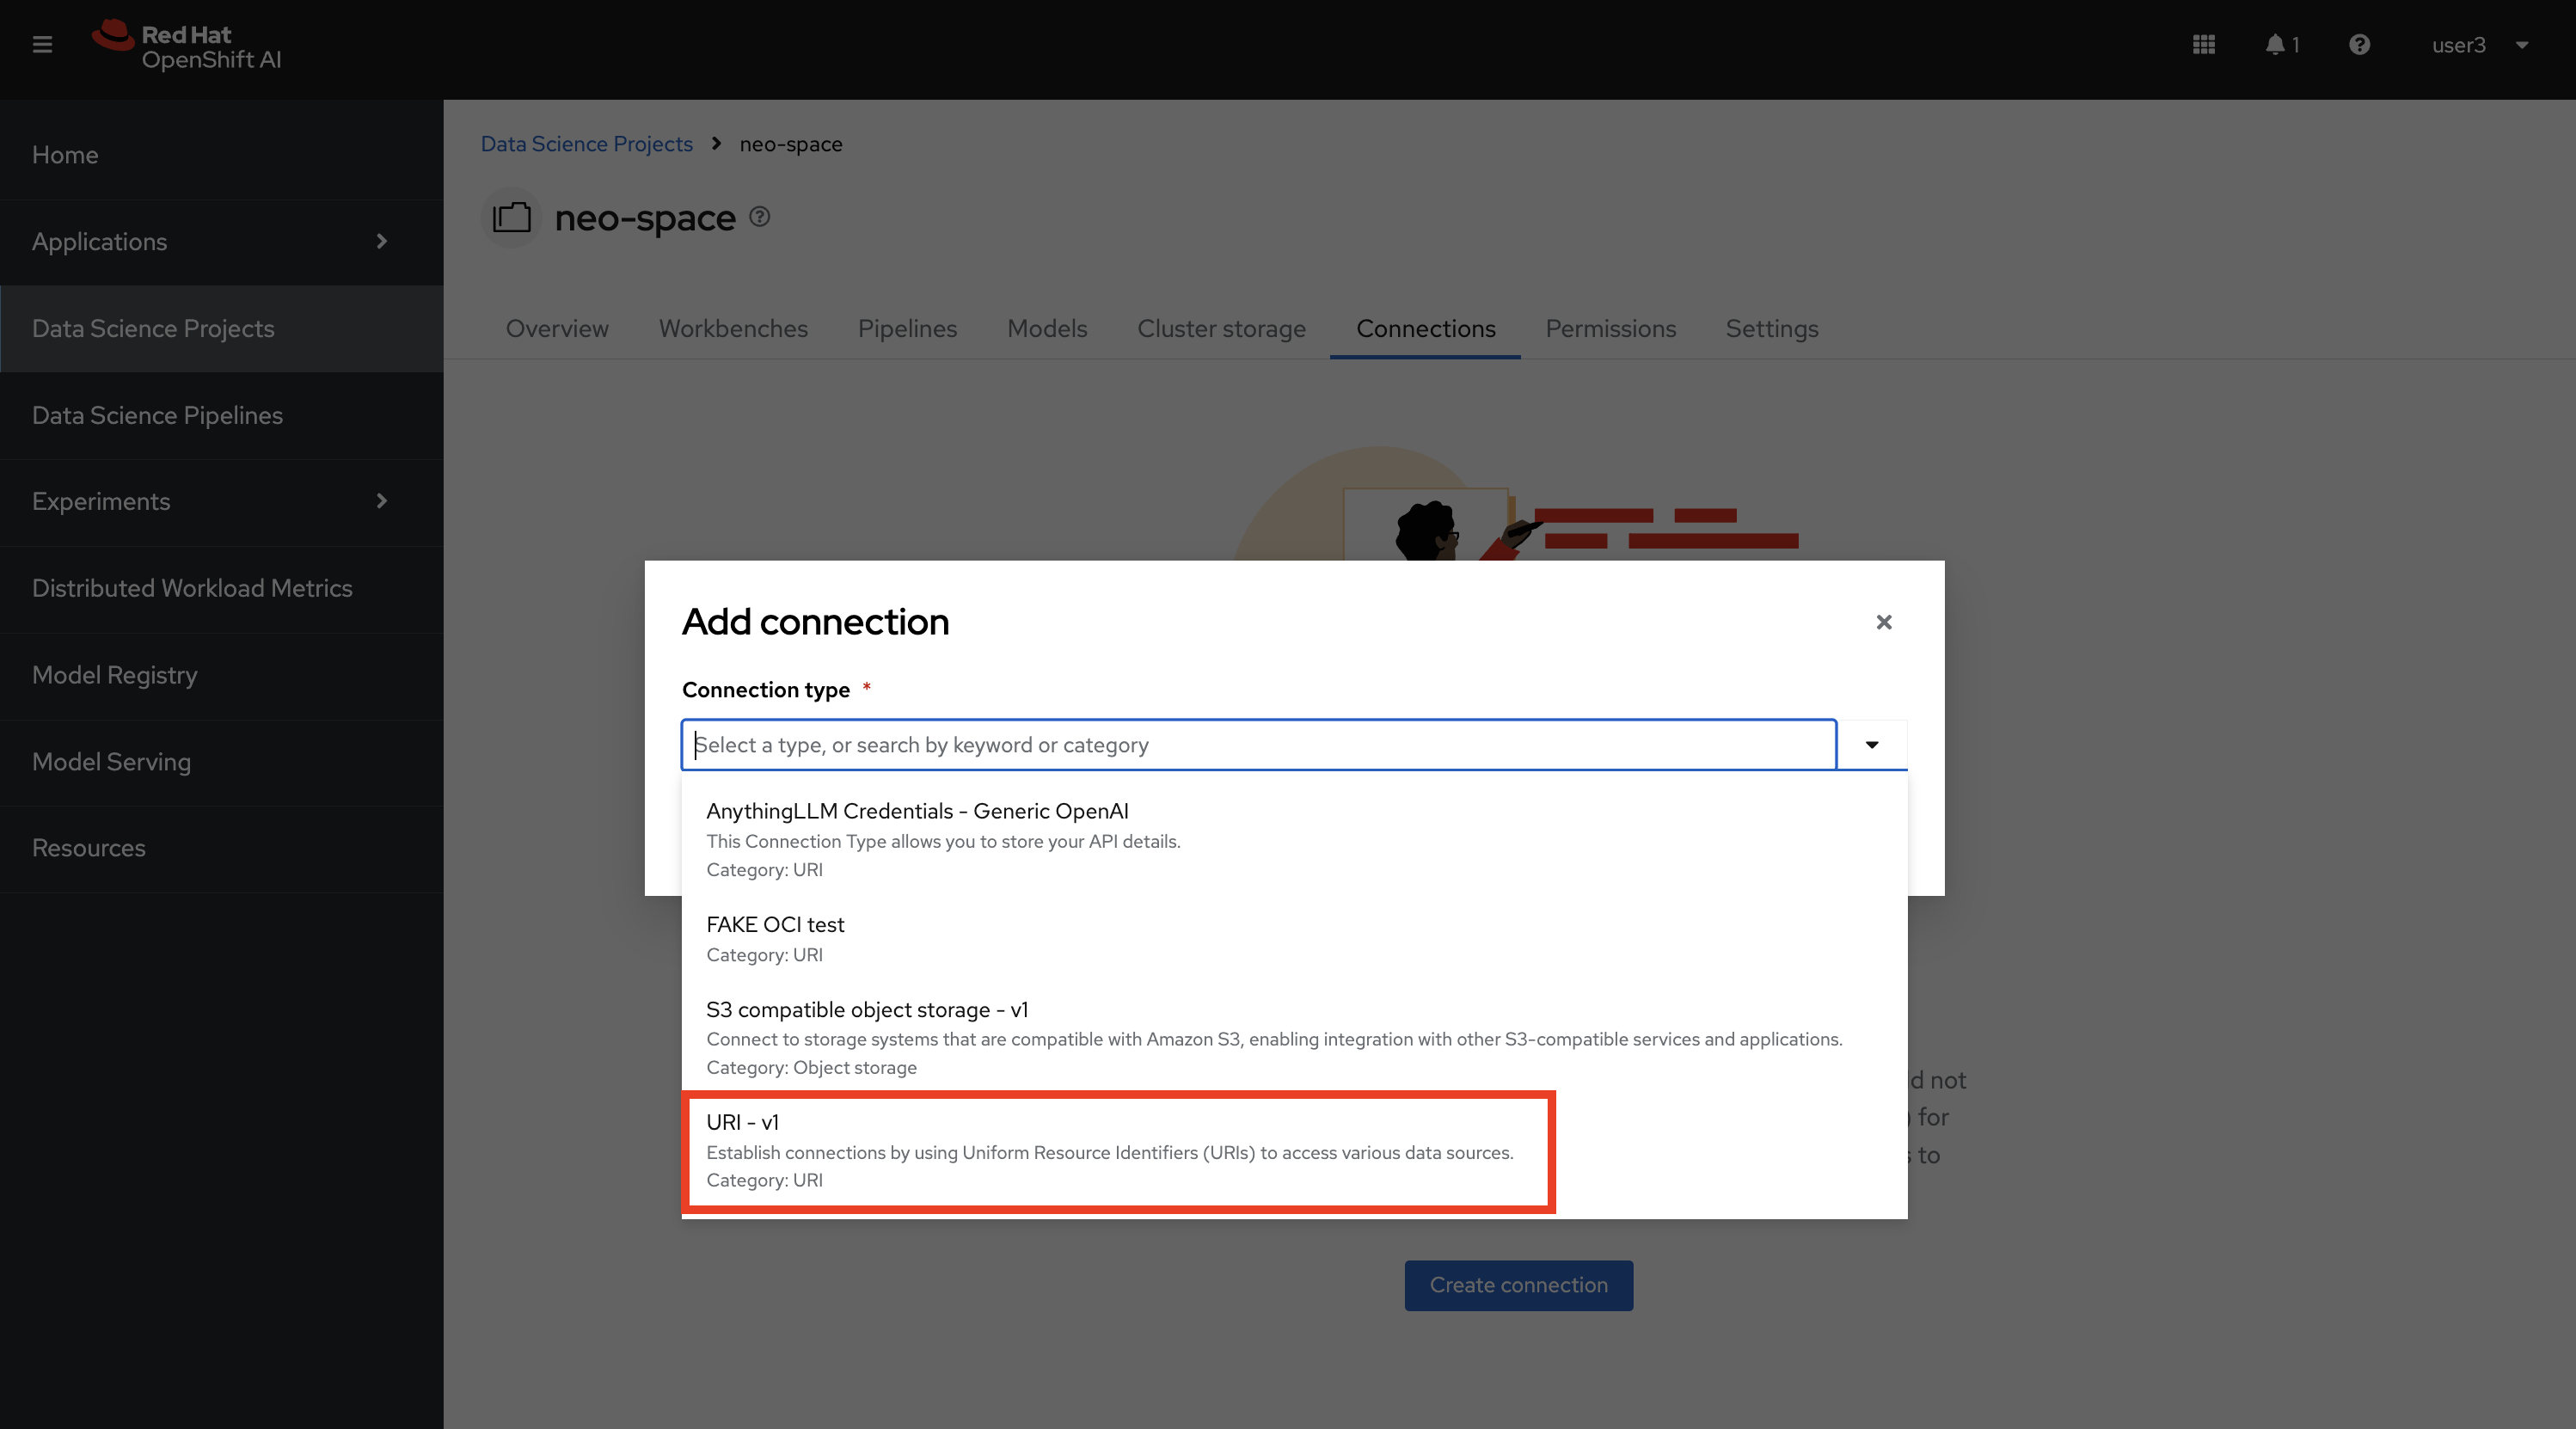 Red Hat
OpenShift AI
1
user3
Home
Applications
Data Science Projects
Data Science Pipelines
Experiments
Distributed Workload Metrics
Model Registry
Model Serving
Resources
Data Science Projects > neo-space
neo-space
Overview Workbenches Pipelines Models Cluster storage Connections Permissions Settings
Add connection
Connection type *
Select a type, or search by keyword or category
AnythingLLM Credentials - Generic OpenAI
This Connection Type allows you to store your API details.
Category: URI
FAKE OCI test
Category: URI
S3 compatible object storage - v1
Connect to storage systems that are compatible with Amazon S3, enabling integration with other S3-compatible services and applications.
Category: Object storage
URI - v1
Establish connections by using Uniform Resource Identifiers (URIs) to access various data sources.
Category: URI
not
for
to
Create connection